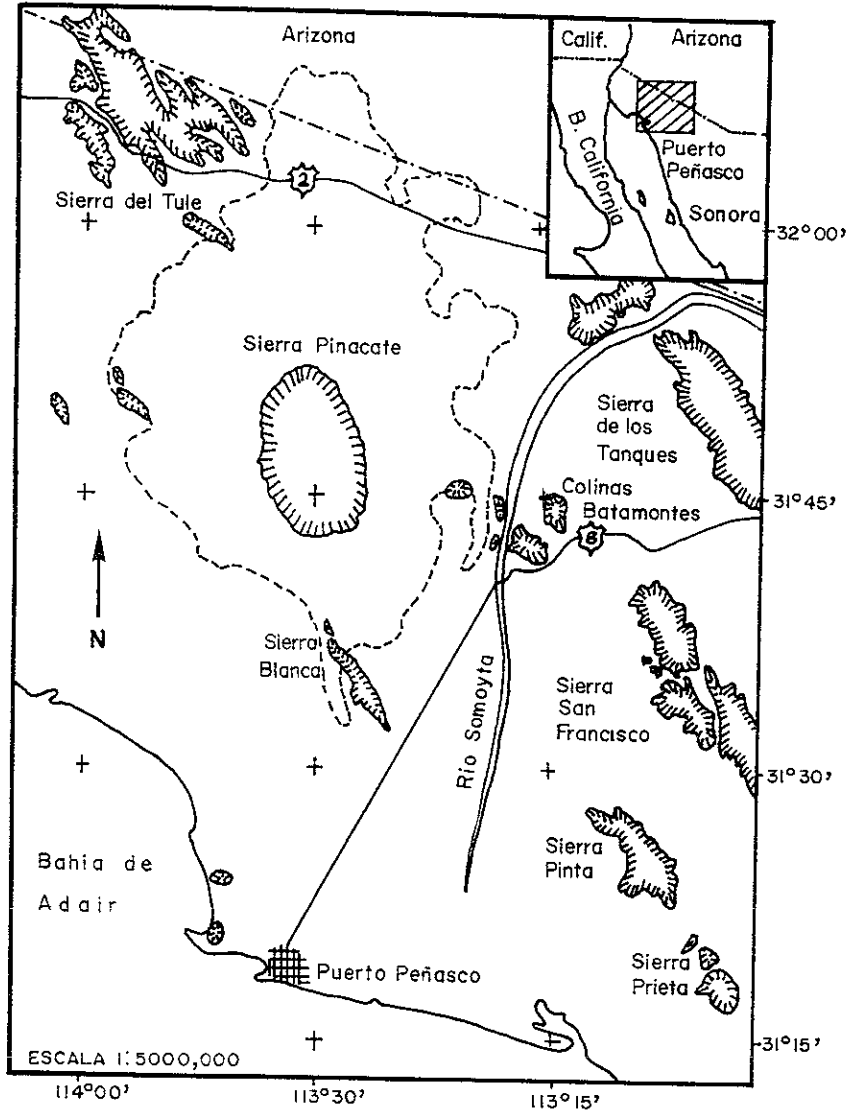 Arizona
Calif.
Arizona
B. California
Puerto
Peñasco
Sonora
2
Sierra del Tule
32°00'
Sierra Pinacate
Sierra
de los
Tanques
Colinas
Batamontes
31°45'
8
N
Sierra
Blanca
Río Somoyta
Sierra
San
Francisco
31°30'
Bahía de
Adair
Sierra
Pinta
Puerto Peñasco
Sierra
Prieta
ESCALA 1:5000,000
31°15'
114°00'
113°30'
113°15'